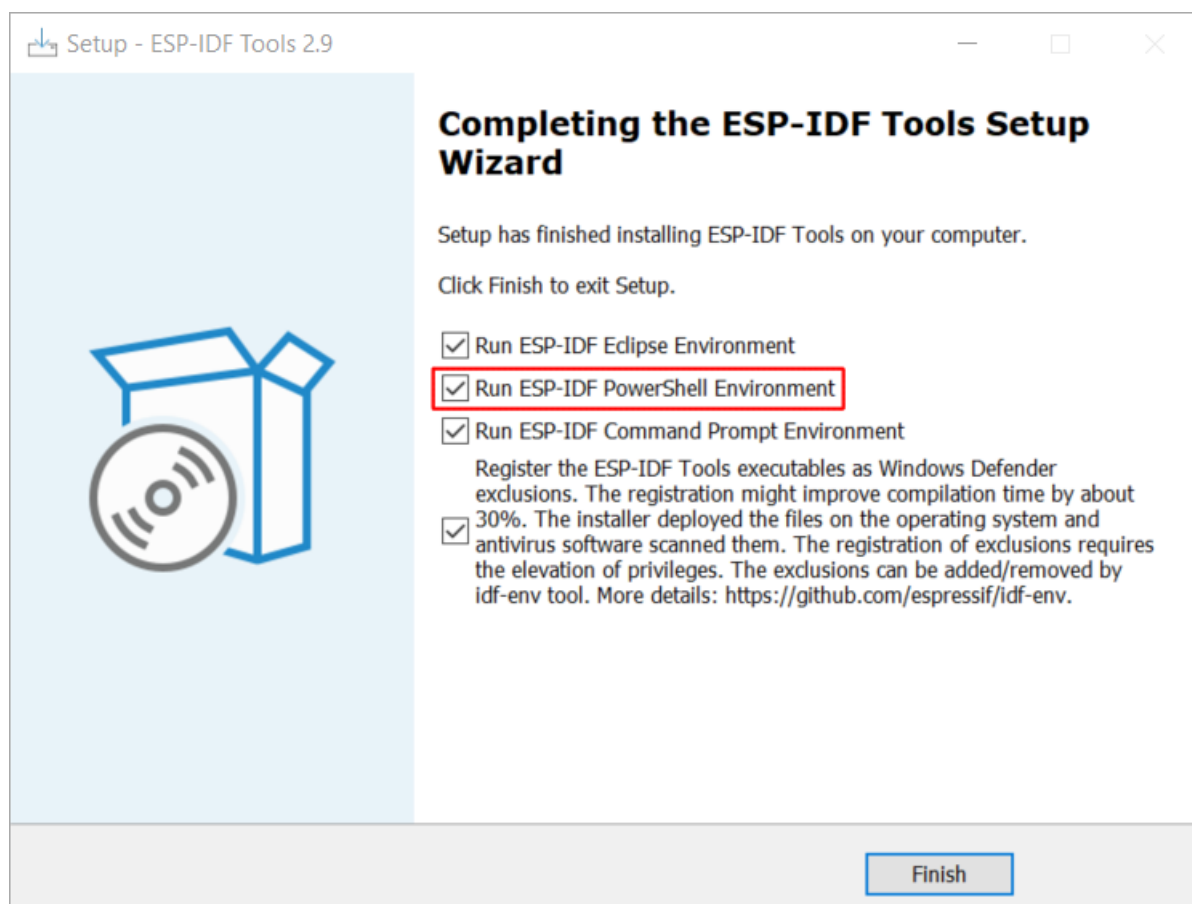 Setup - ESP-IDF Tools 2.9
Completing the ESP-IDF Tools Setup
Wizard
Setup has finished installing ESP-IDF Tools on your computer.
Click Finish to exit Setup.
Run ESP-IDF Eclipse Environment
Run ESP-IDF PowerShell Environment
Run ESP-IDF Command Prompt Environment
Register the ESP-IDF Tools executables as Windows Defender
exclusions. The registration might improve compilation time by about
30%. The installer deployed the files on the operating system and
antivirus software scanned them. The registration of exclusions requires
the elevation of privileges. The exclusions can be added/removed by
idf-env tool. More details: https://github.com/espressif/idf-env.
Finish